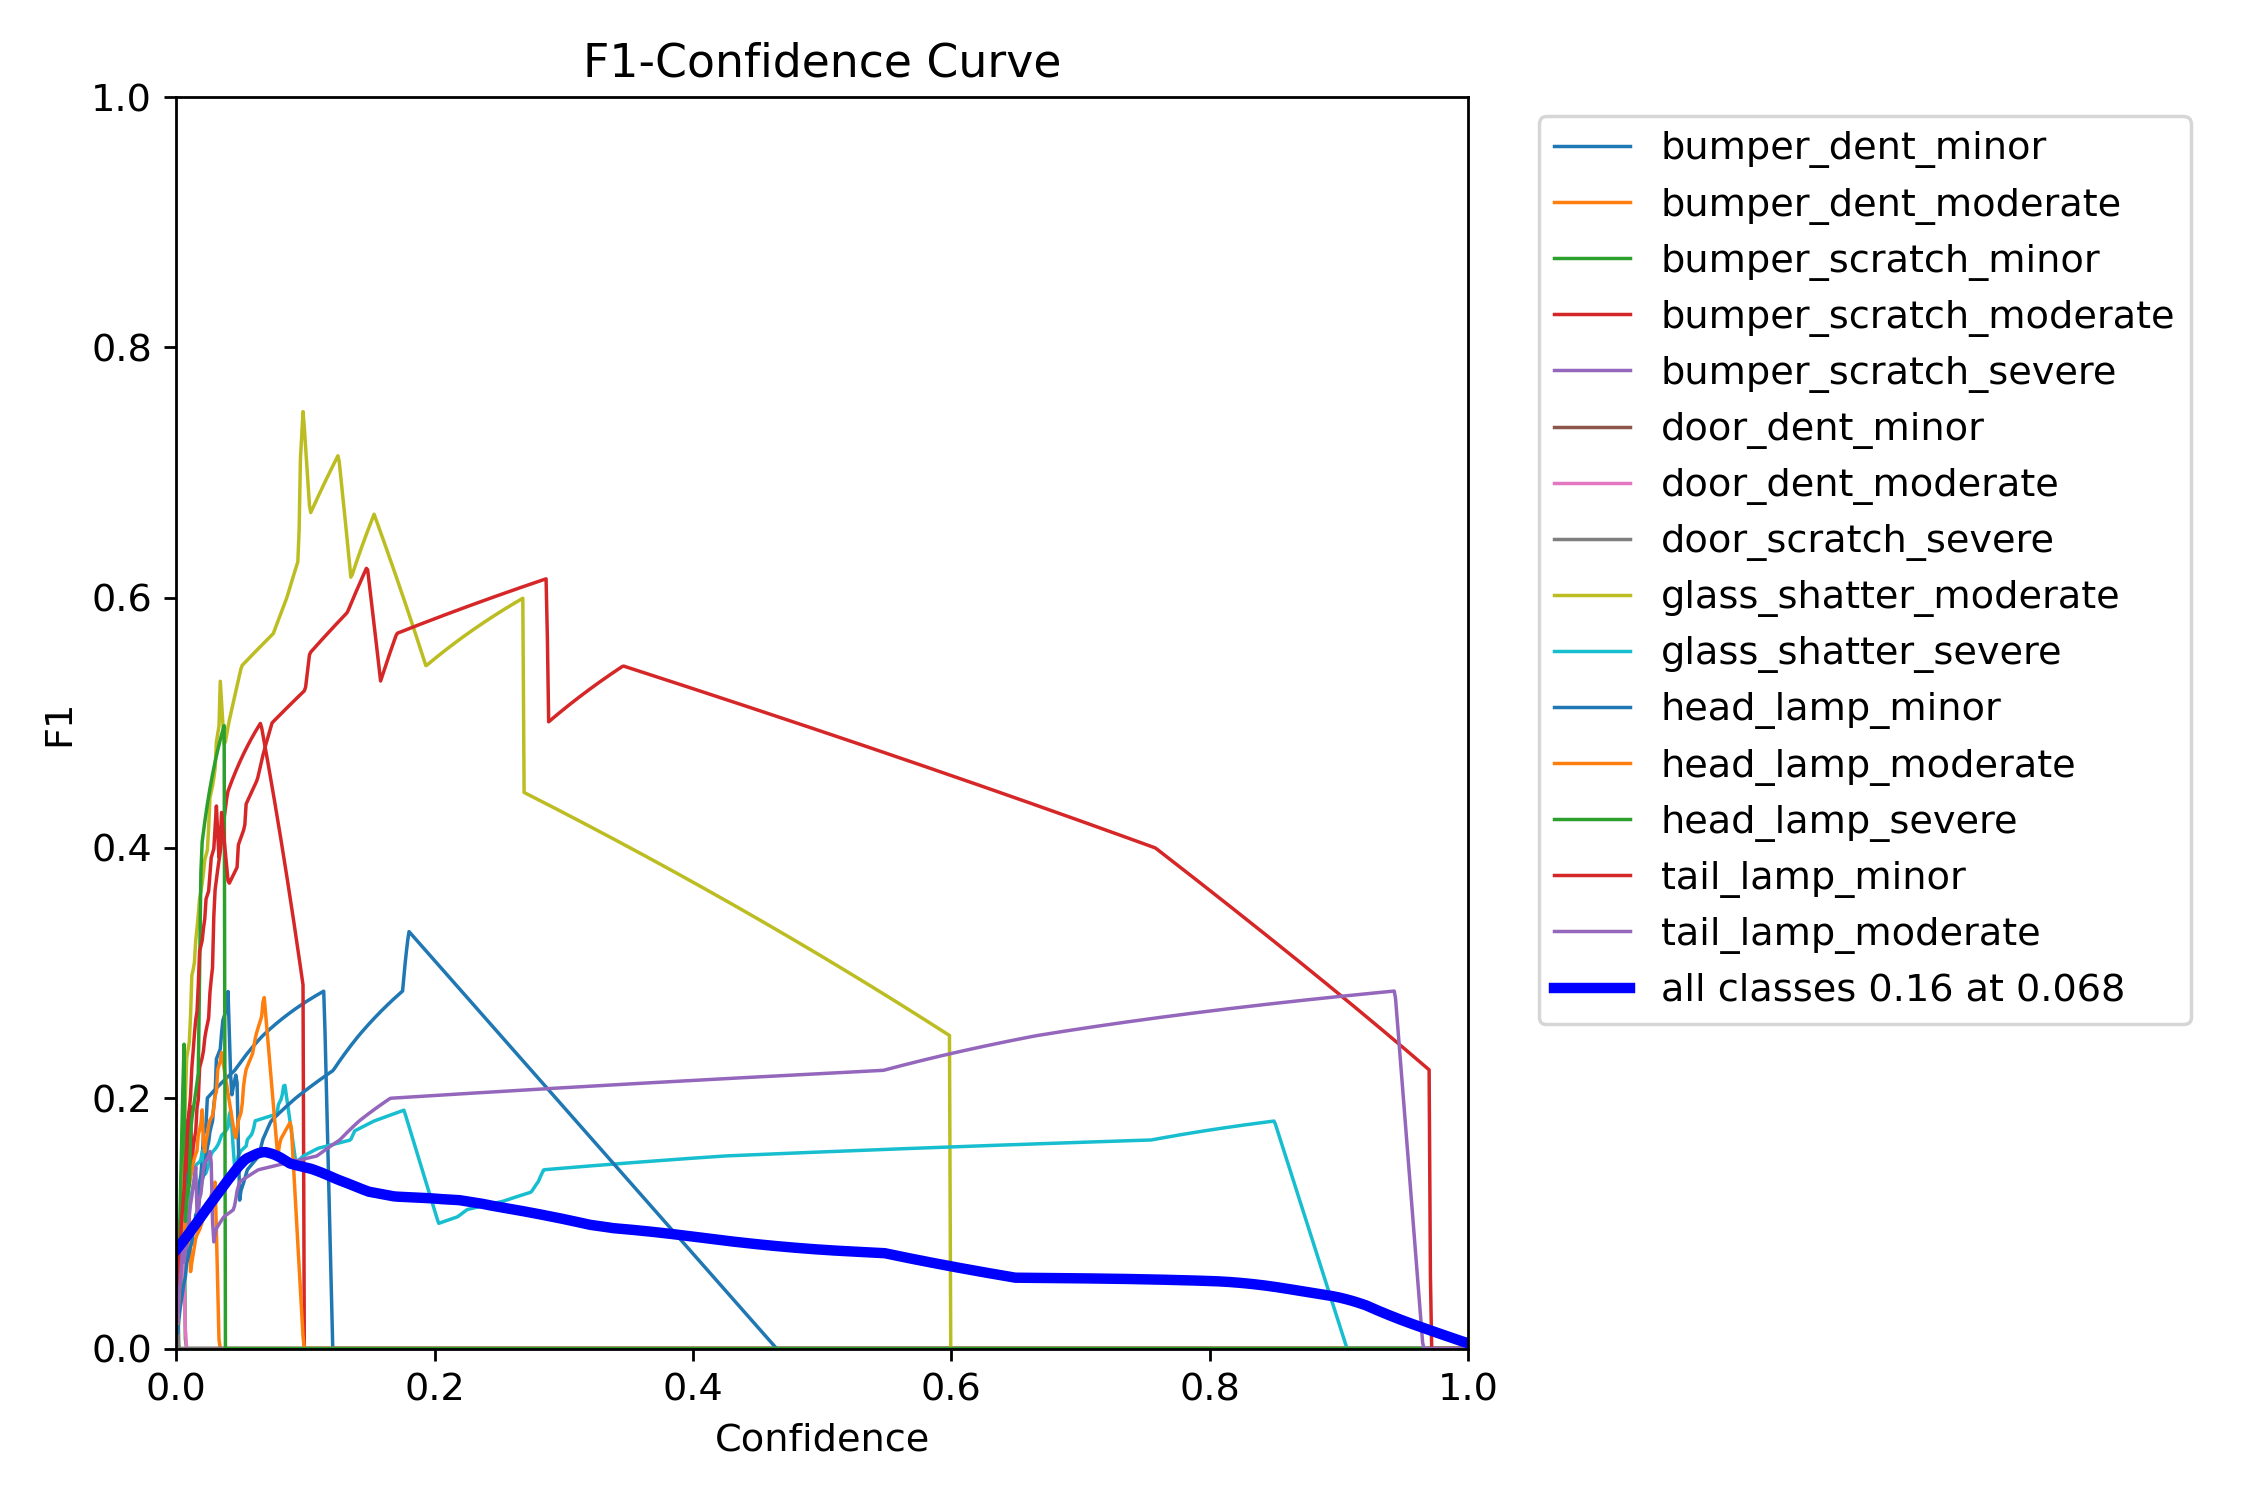 F1-Confidence Curve
1.0
0.8
0.6
0.4
0.2
0.0
F1
0.0 0.2 0.4 0.6 0.8 1.0
Confidence
bumper_dent_minor
bumper_dent_moderate
bumper_scratch_minor
bumper_scratch_moderate
bumper_scratch_severe
door_dent_minor
door_dent_moderate
door_scratch_severe
glass_shatter_moderate
glass_shatter_severe
head_lamp_minor
head_lamp_moderate
head_lamp_severe
tail_lamp_minor
tail_lamp_moderate
all classes 0.16 at 0.068